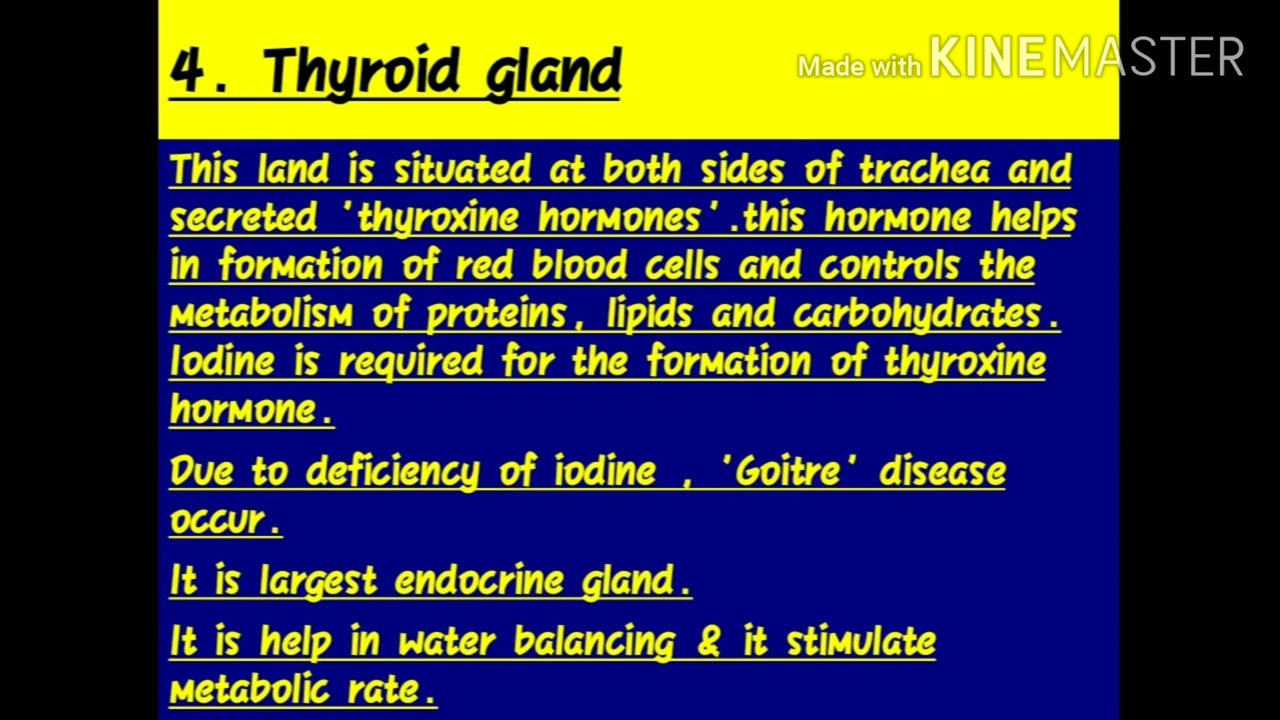 4. Thyroid gland
Made with KINEMASTER
This land is situated at both sides of trachea and
secreted 'thyroxine hormones'.this hormone helps
in formation of red blood cells and controls the
metabolism of proteins, lipids and carbohydrates.
Iodine is required for the formation of thyroxine
hormone.
Due to deficiency of iodine , 'Goitre' disease
occur.
It is largest endocrine gland.
It is help in water balancing & it stimulate
metabolic rate.